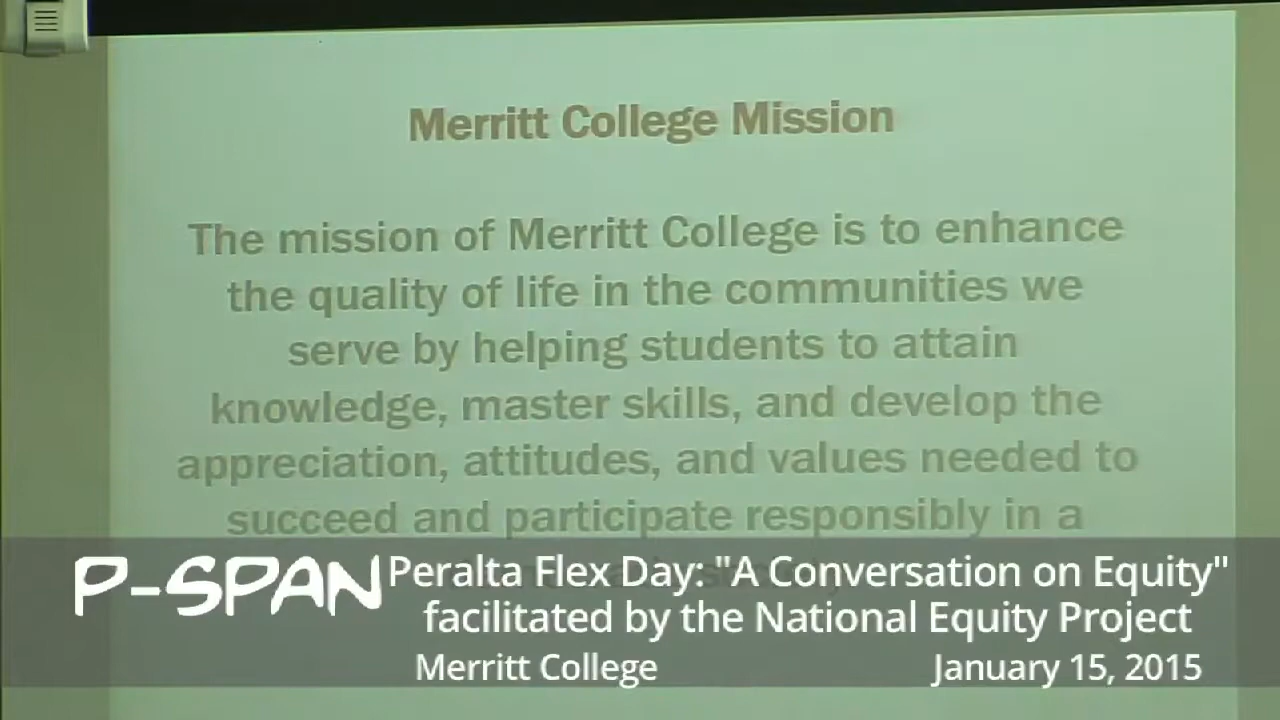 Merritt College Mission
The mission of Merritt College is to enhance
the quality of life in the communities we
serve by helping students to attain
knowledge, master skills, and develop the
appreciation, attitudes, and values needed to
succeed and participate responsibly in a
P-SPAN
Peralta Flex Day: "A Conversation on Equity"
facilitated by the National Equity Project
Merritt College January 15, 2015